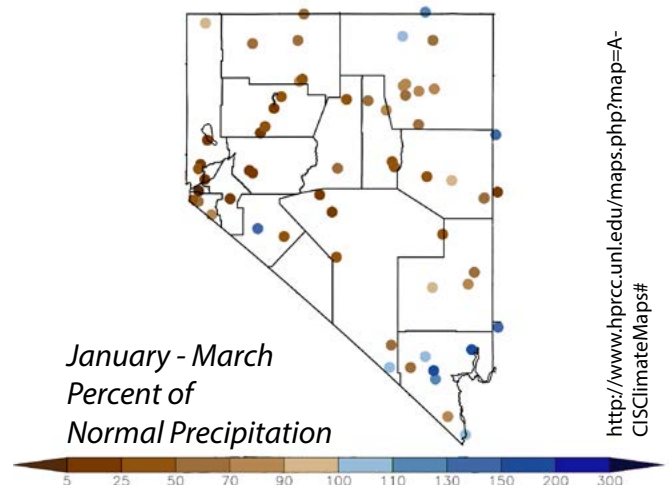 http://www.hprcc.unl.edu/maps.php?map=A-
CISClimateMaps#
January - March
Percent of
Normal Precipitation
5 25 50 70 90 100 110 130 150 200 300